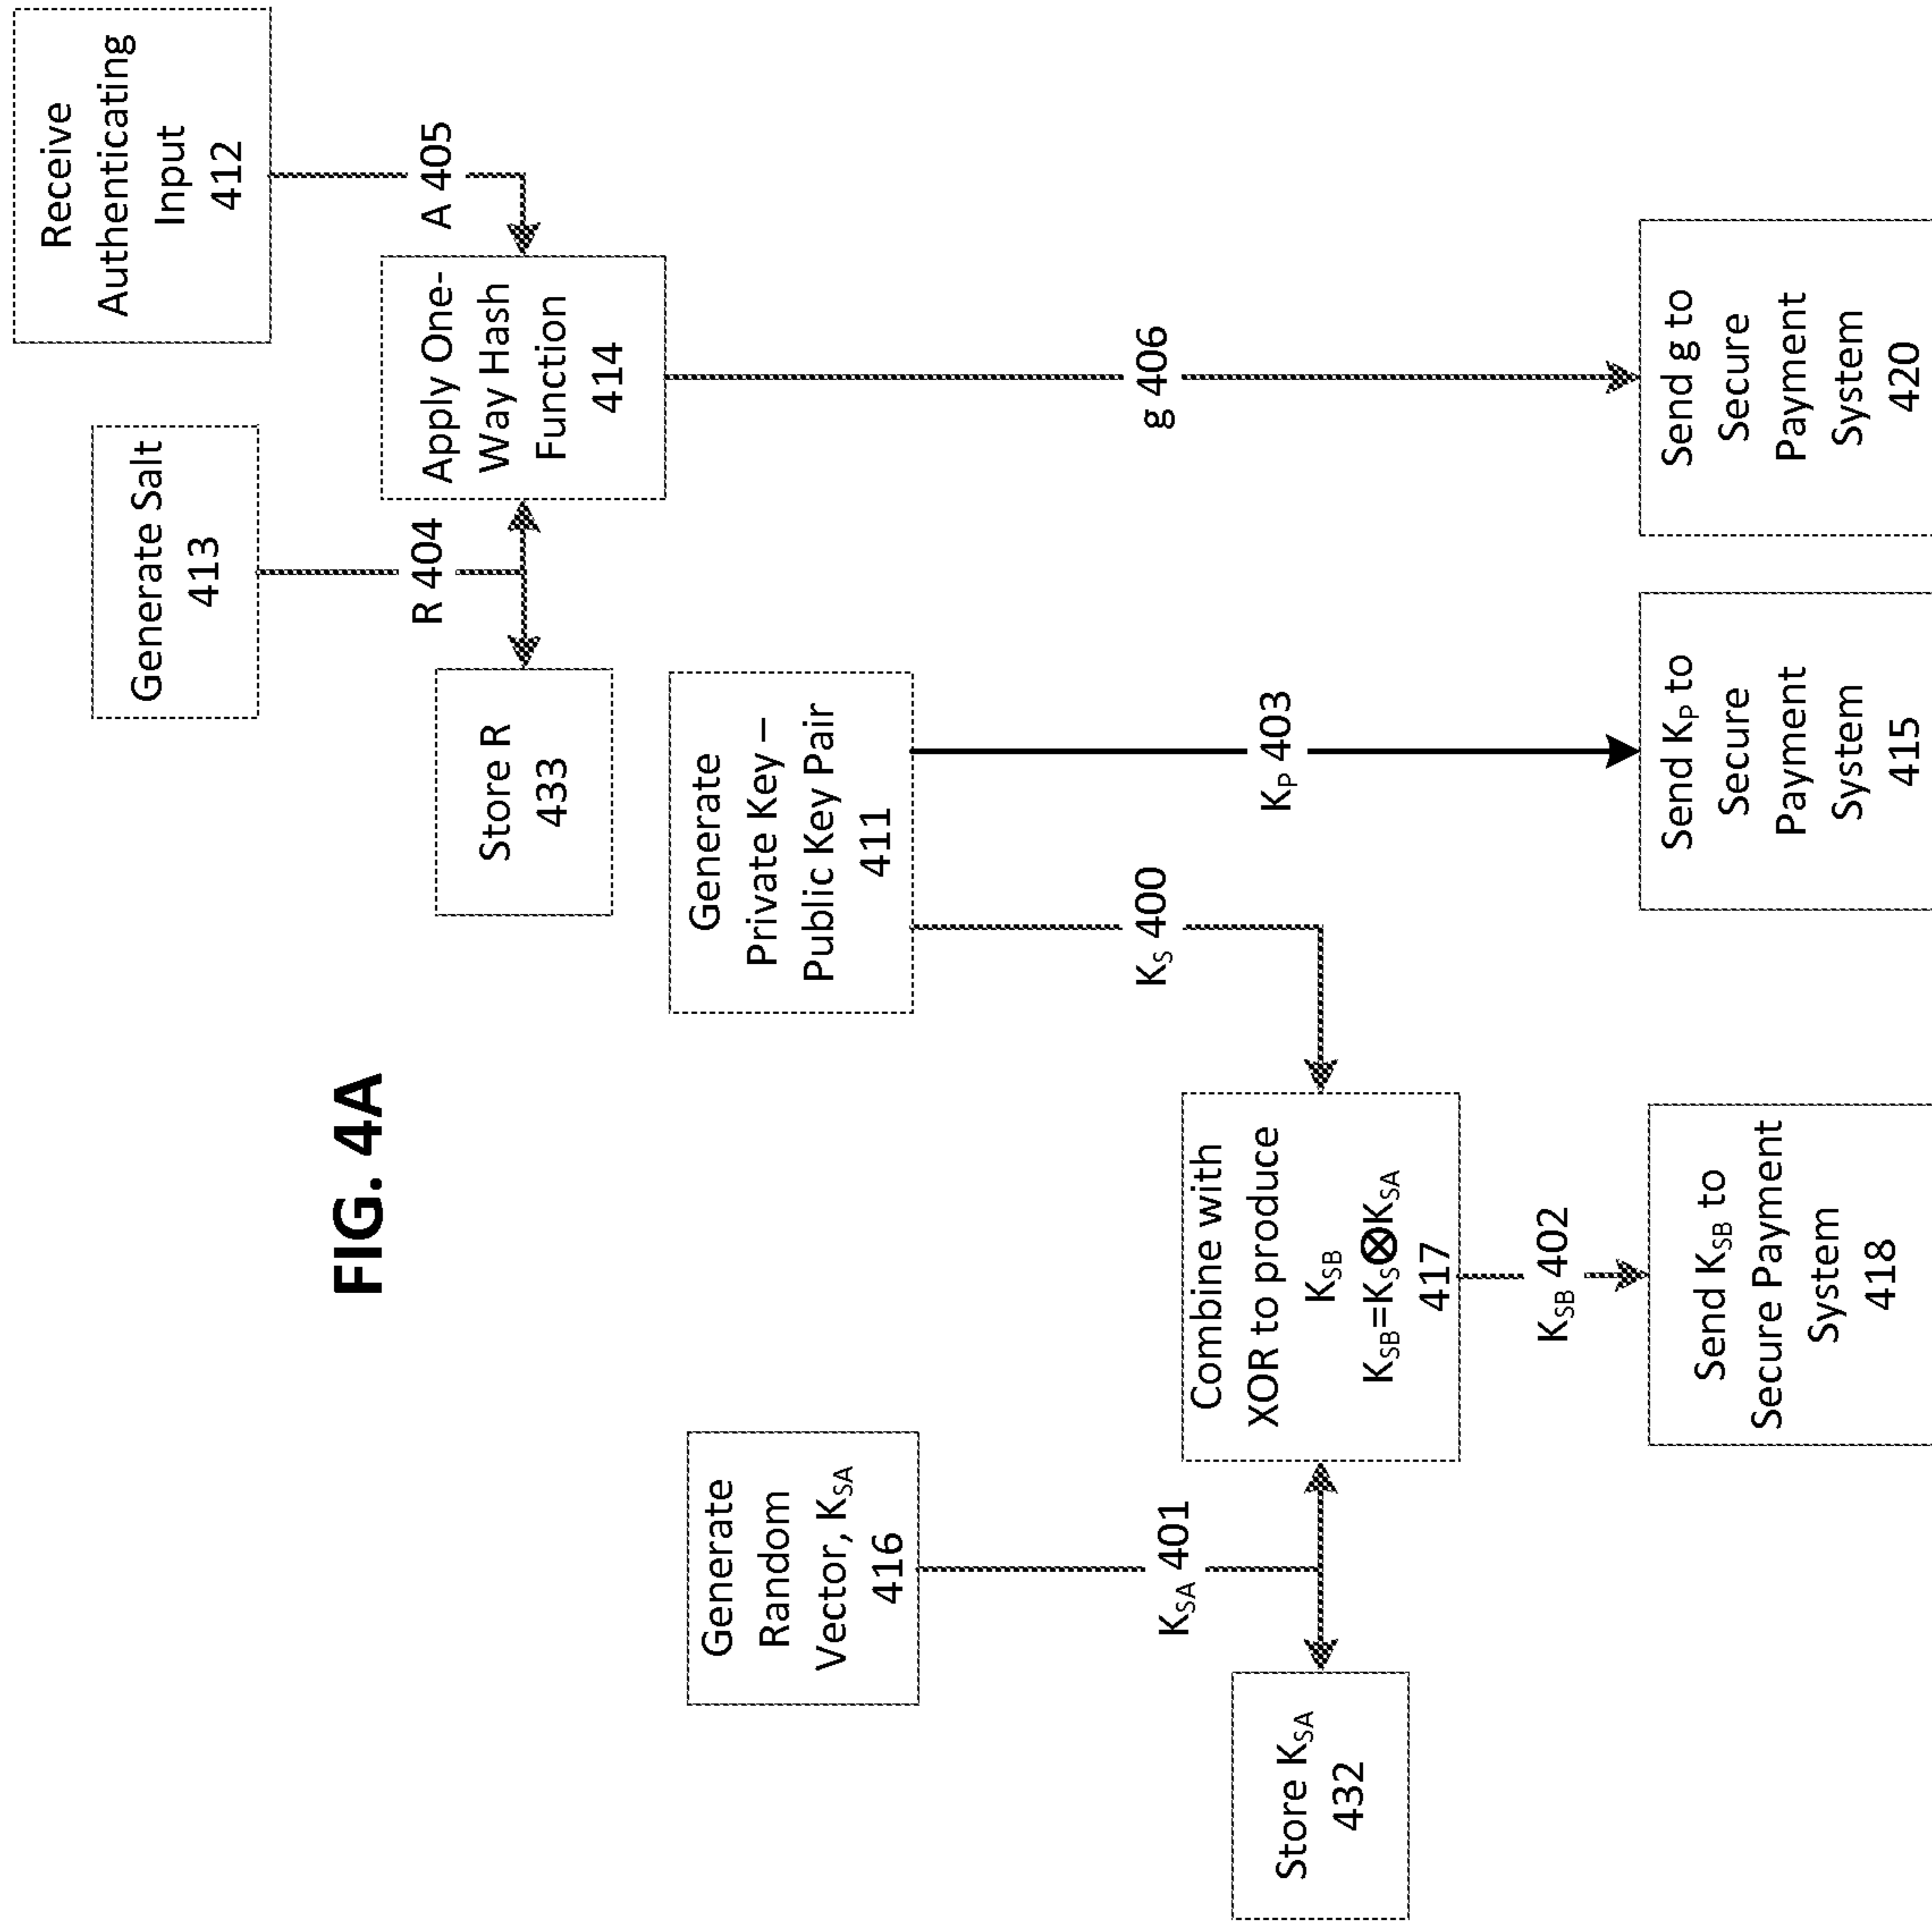 FIG. 4A
Receive
Authenticating
Input
412
Generate Salt
413
A 405
R 404
Apply One-
Way Hash
Function
414
Store R
433
Generate
Private Key –
Public Key Pair
411
Generate
Random
Vector, K_SA
416
g 406
K_P 403
K_S 400
K_SA 401
Store K_SA
432
Combine with
XOR to produce
K_SB
K_SB=K_S⊗K_SA
417
K_SB 402
Send K_SB to
Secure Payment
System
418
Send K_P to
Secure
Payment
System
415
Send g to
Secure
Payment
System
420